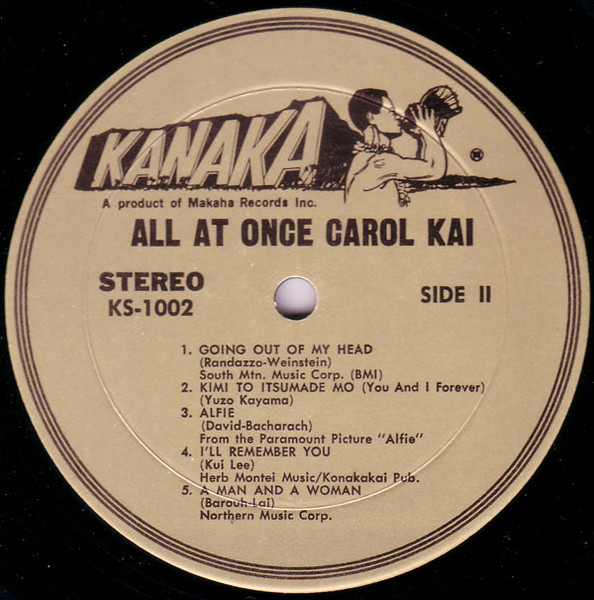 KANAKA
®
A product of Makaha Records Inc.
ALL AT ONCE CAROL KAI
STEREO
KS-1002
SIDE II
1. GOING OUT OF MY HEAD
(Randazzo-Weinstein)
South Mtn. Music Corp. (BMI)
2. KIMI TO ITSUMADE MO (You And I Forever)
(Yuzo Kayama)
3. ALFIE
(David-Bacharach)
From the Paramount Picture "Alfie"
4. I'LL REMEMBER YOU
(Kui Lee)
Herb Montei Music/Konakakai Pub.
5. A MAN AND A WOMAN
(Barouh-Lai)
Northern Music Corp.